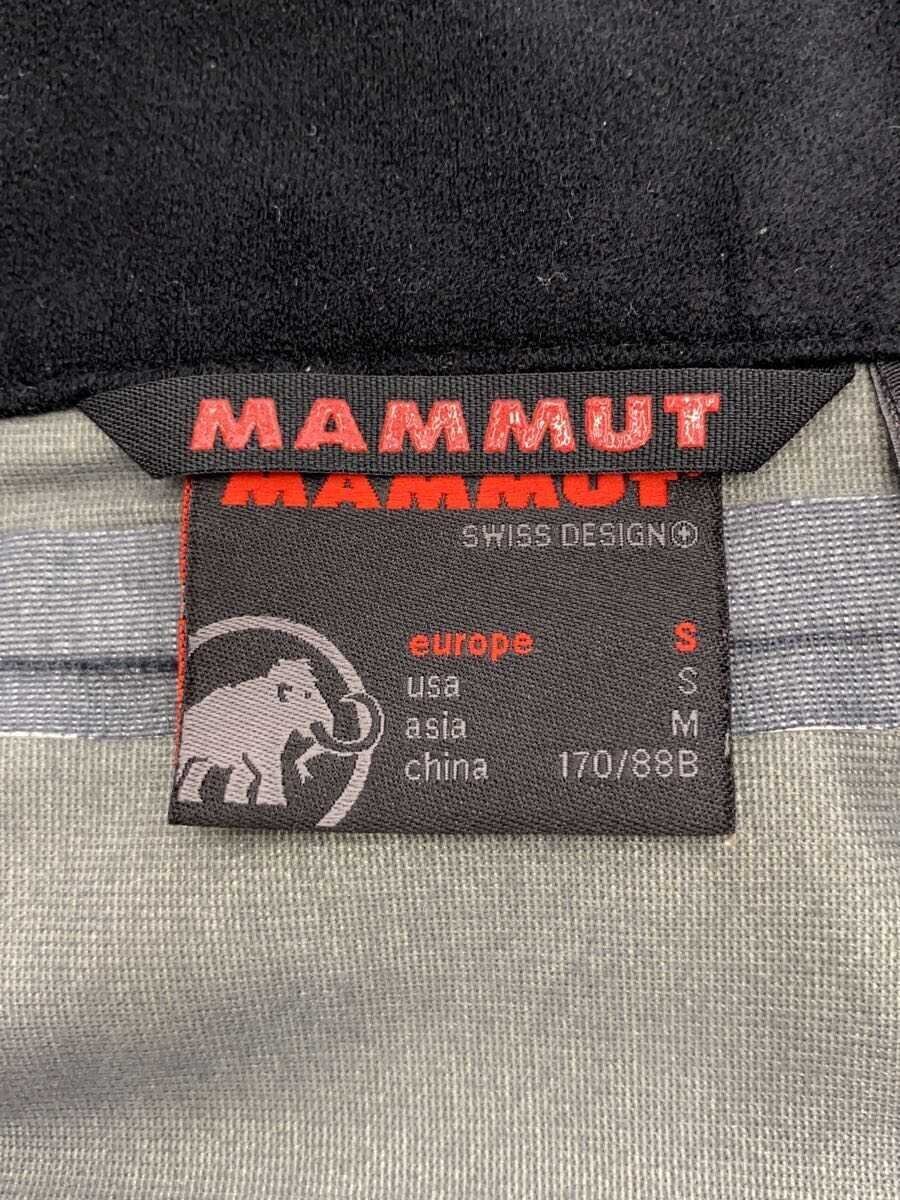 MAMMUT
MAMMUT
SWISS DESIGN
europe S
usa S
asia M
china 170/88B